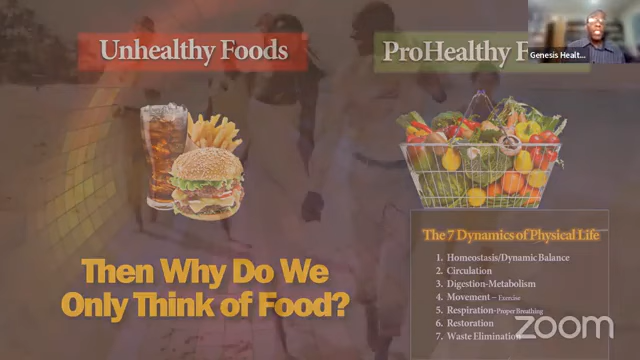 Unhealthy Foods
ProHealthy F
Genesis Healt...
The 7 Dynamics of Physical Life
1. Homeostasis/Dynamic Balance
2. Circulation
3. Digestion-Metabolism
4. Movement – Exercise
5. Respiration-Proper Breathing
6. Restoration
7. Waste Elimination
Then Why Do We
Only Think of Food?
zoom